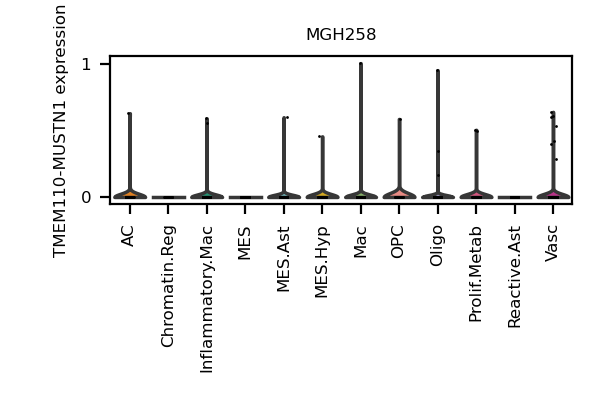 MGH258
TMEM110-MUSTN1 expression
1
0
AC
Chromatin.Reg
Inflammatory.Mac
MES
MES.Ast
MES.Hyp
Mac
OPC
Oligo
Prolif.Metab
Reactive.Ast
Vasc